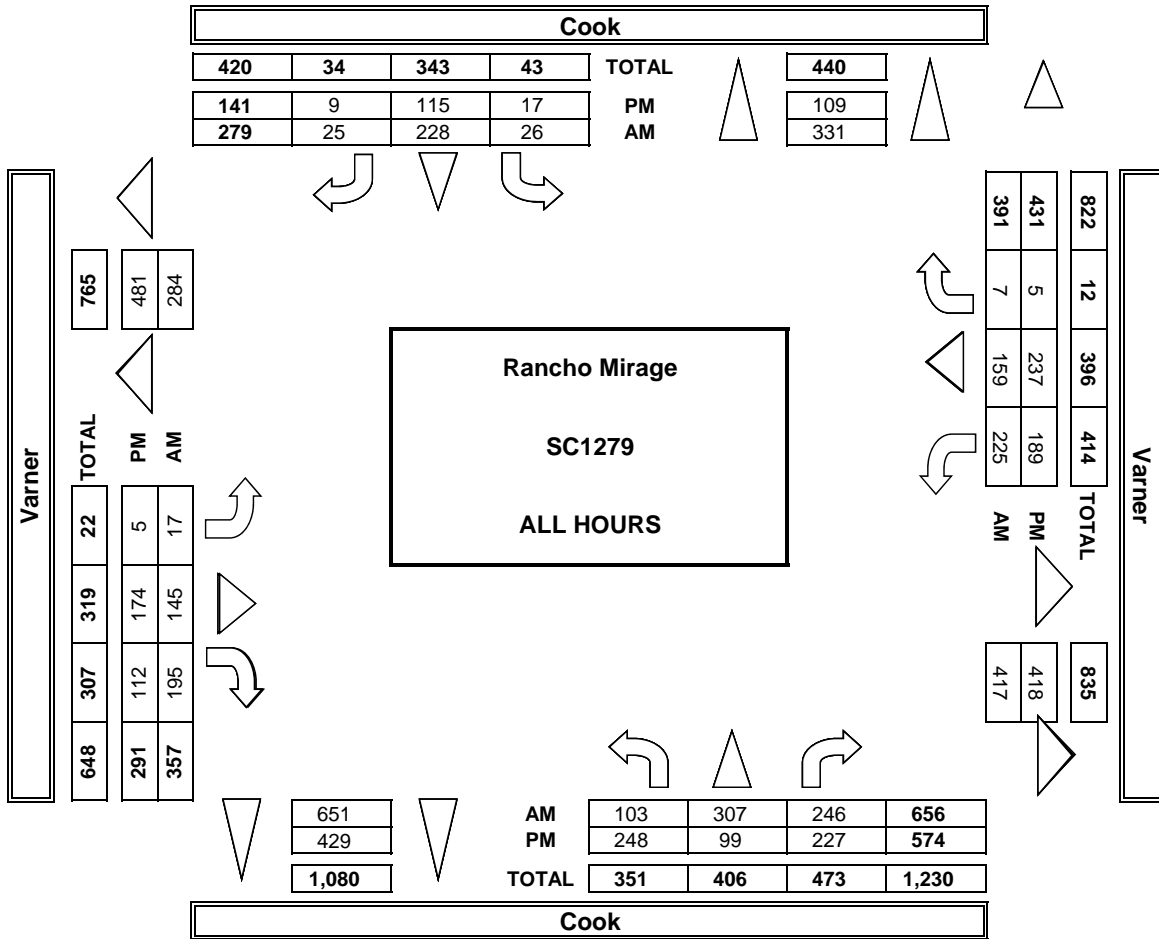 Cook
420 34 343 43 TOTAL 440
141 9 115 17 PM 109
279 25 228 26 AM 331
Varner
765 481 284
TOTAL PM AM
22 5 17
319 174 145
307 112 195
648 291 357
Rancho Mirage
SC1279
ALL HOURS
391 431 822
7 5 12
159 237 396
225 189 414
AM PM TOTAL
417 418 835
Varner
651 AM 103 307 246 656
429 PM 248 99 227 574
1,080 TOTAL 351 406 473 1,230
Cook